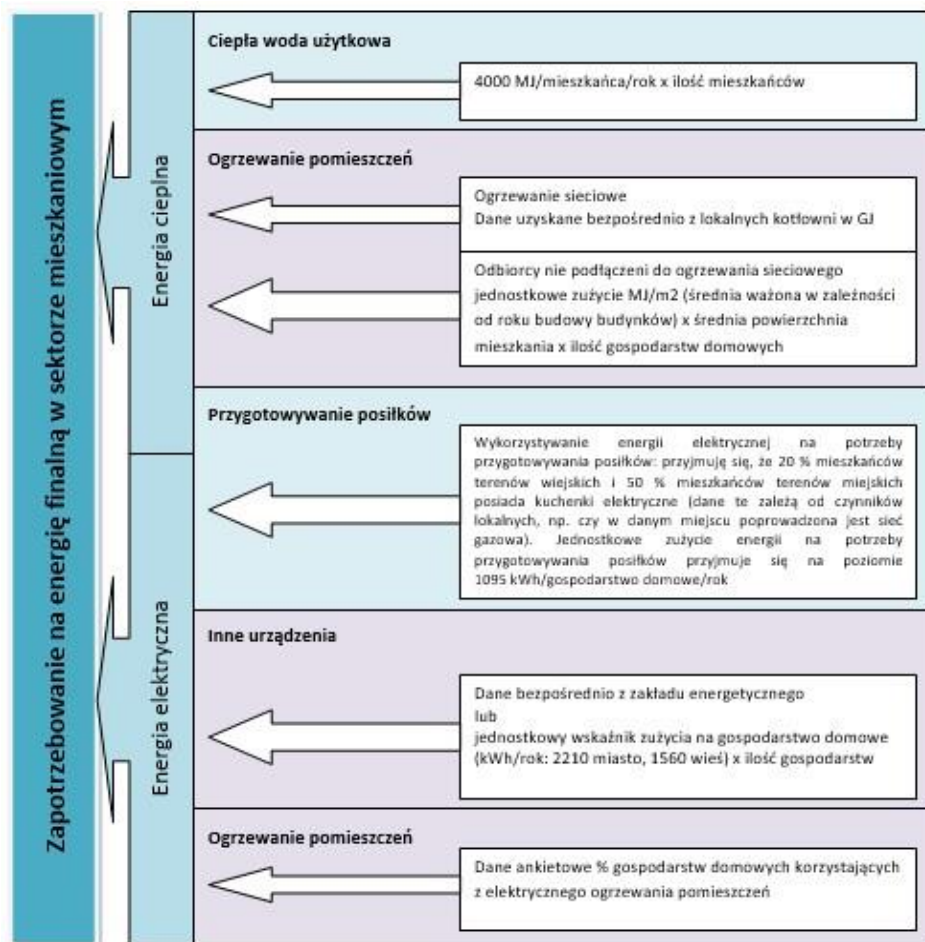 Zapotrzebowanie na energię finalną w sektorze mieszkaniowym
Energia cieplna
Ciepła woda użytkowa
4000 MJ/mieszkańca/rok x ilość mieszkańców
Ogrzewanie pomieszczeń
Ogrzewanie sieciowe
Dane uzyskane bezpośrednio z lokalnych kotłowni w GJ
Odbiorcy nie podłączeni do ogrzewania sieciowego
jednostkowe zużycie MJ/m2 (średnia ważona w zależności
od roku budowy budynków) x średnia powierzchnia
mieszkania x ilość gospodarstw domowych
Przygotowywanie posiłków
Wykorzystywanie energii elektrycznej na potrzeby
przygotowywania posiłków: przyjmuję się, że 20 % mieszkańców
terenów wiejskich i 50 % mieszkańców terenów miejskich
posiada kuchenki elektryczne (dane te zależą od czynników
lokalnych, np. czy w danym miejscu poprowadzona jest sieć
gazowa). Jednostkowe zużycie energii na potrzeby
przygotowywania posiłków przyjmuje się na poziomie
1095 kWh/gospodarstwo domowe/rok
Energia elektryczna
Inne urządzenia
Dane bezpośrednio z zakładu energetycznego
lub
jednostkowy wskaźnik zużycia na gospodarstwo domowe
(kWh/rok: 2210 miasto, 1560 wieś) x ilość gospodarstw
Ogrzewanie pomieszczeń
Dane ankietowe % gospodarstw domowych korzystających
z elektrycznego ogrzewania pomieszczeń